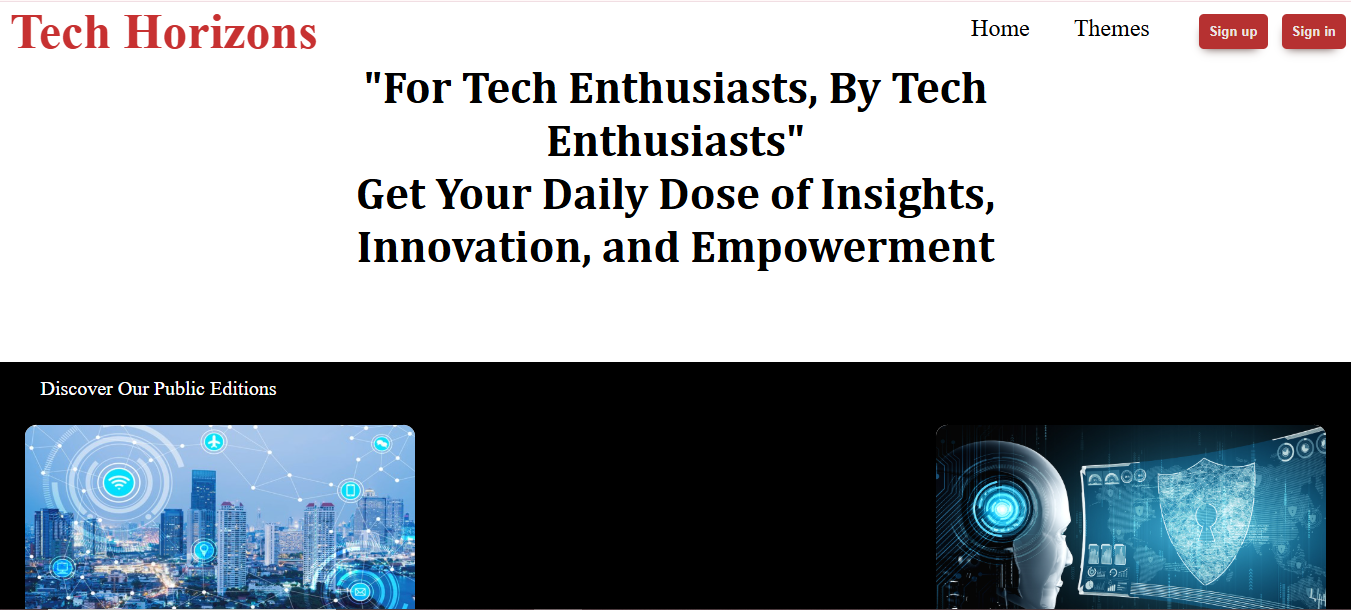 Tech Horizons
Home
Themes
Sign up
Sign in
"For Tech Enthusiasts, By Tech
Enthusiasts"
Get Your Daily Dose of Insights,
Innovation, and Empowerment
Discover Our Public Editions